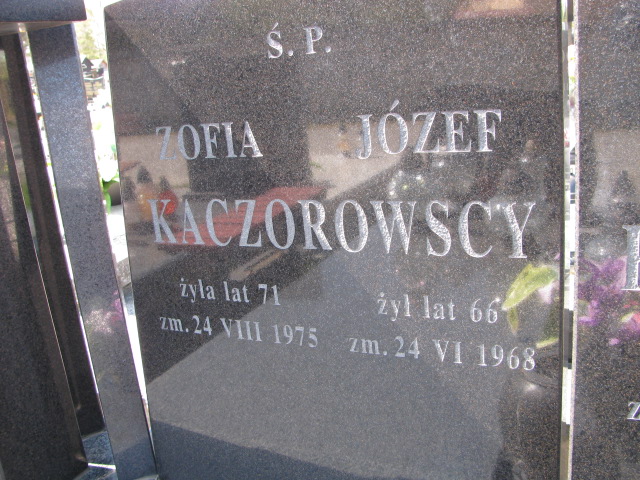 Ś. P.
ZOFIA JÓZEF
KACZOROWSCY
żyła lat 71 żył lat 66
zm. 24 VIII 1975 zm. 24 VI 1968